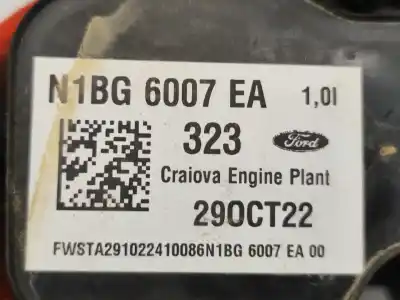 N1BG 6007 EA 1,0l
323 Ford
Craiova Engine Plant
29OCT22
FWSTA291022410086N1BG 6007 EA 00